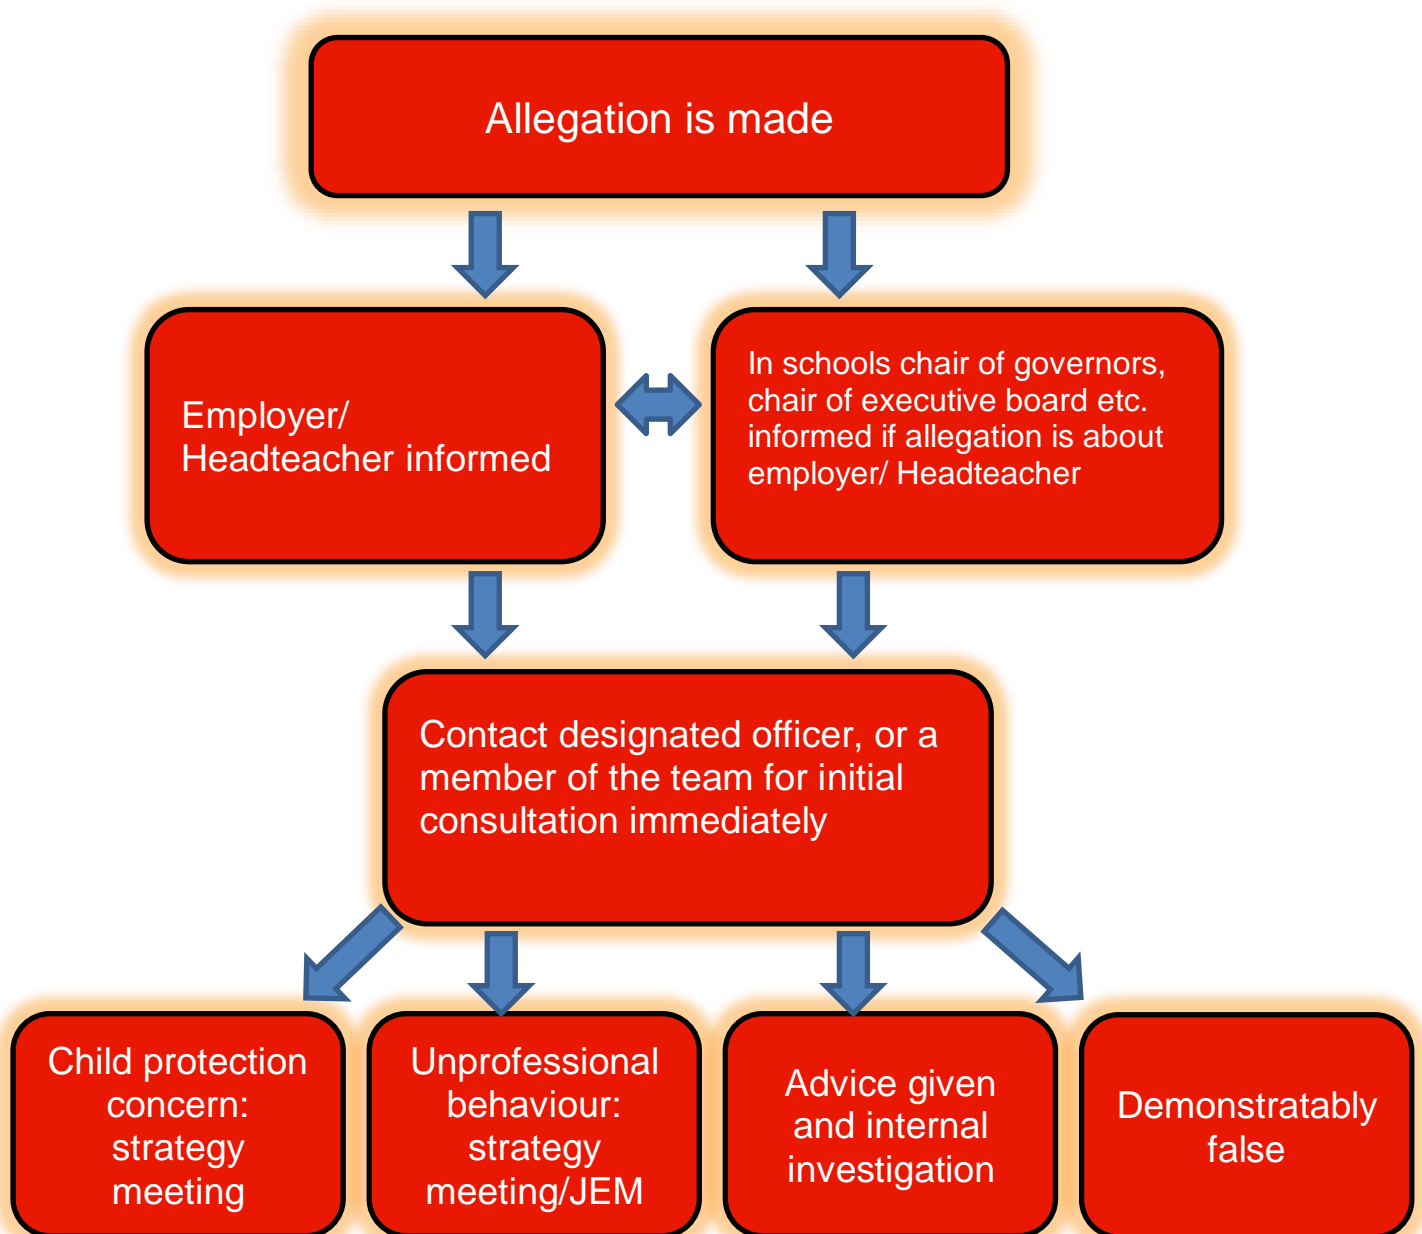 Allegation is made
Employer/
Headteacher informed
In schools chair of governors,
chair of executive board etc.
informed if allegation is about
employer/ Headteacher
Contact designated officer, or a
member of the team for initial
consultation immediately
Child protection
concern:
strategy
meeting
Unprofessional
behaviour:
strategy
meeting/JEM
Advice given
and internal
investigation
Demonstratably
false